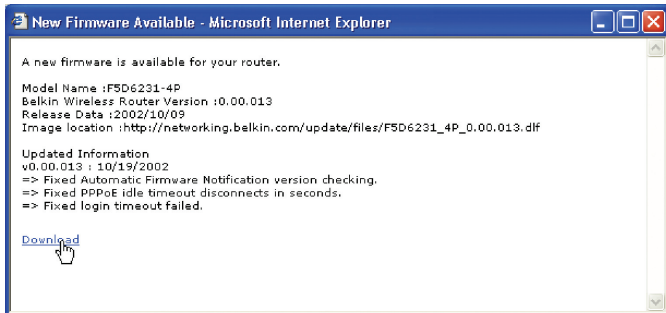 New Firmware Available - Microsoft Internet Explorer
A new firmware is available for your router.
Model Name :F5D6231-4P
Belkin Wireless Router Version :0.00.013
Release Data :2002/10/09
Image location :http://networking.belkin.com/update/files/F5D6231_4P_0.00.013.dlf
Updated Information
v0.00.013 : 10/19/2002
=> Fixed Automatic Firmware Notification version checking.
=> Fixed PPPoE idle timeout disconnects in seconds.
=> Fixed login timeout failed.
Download